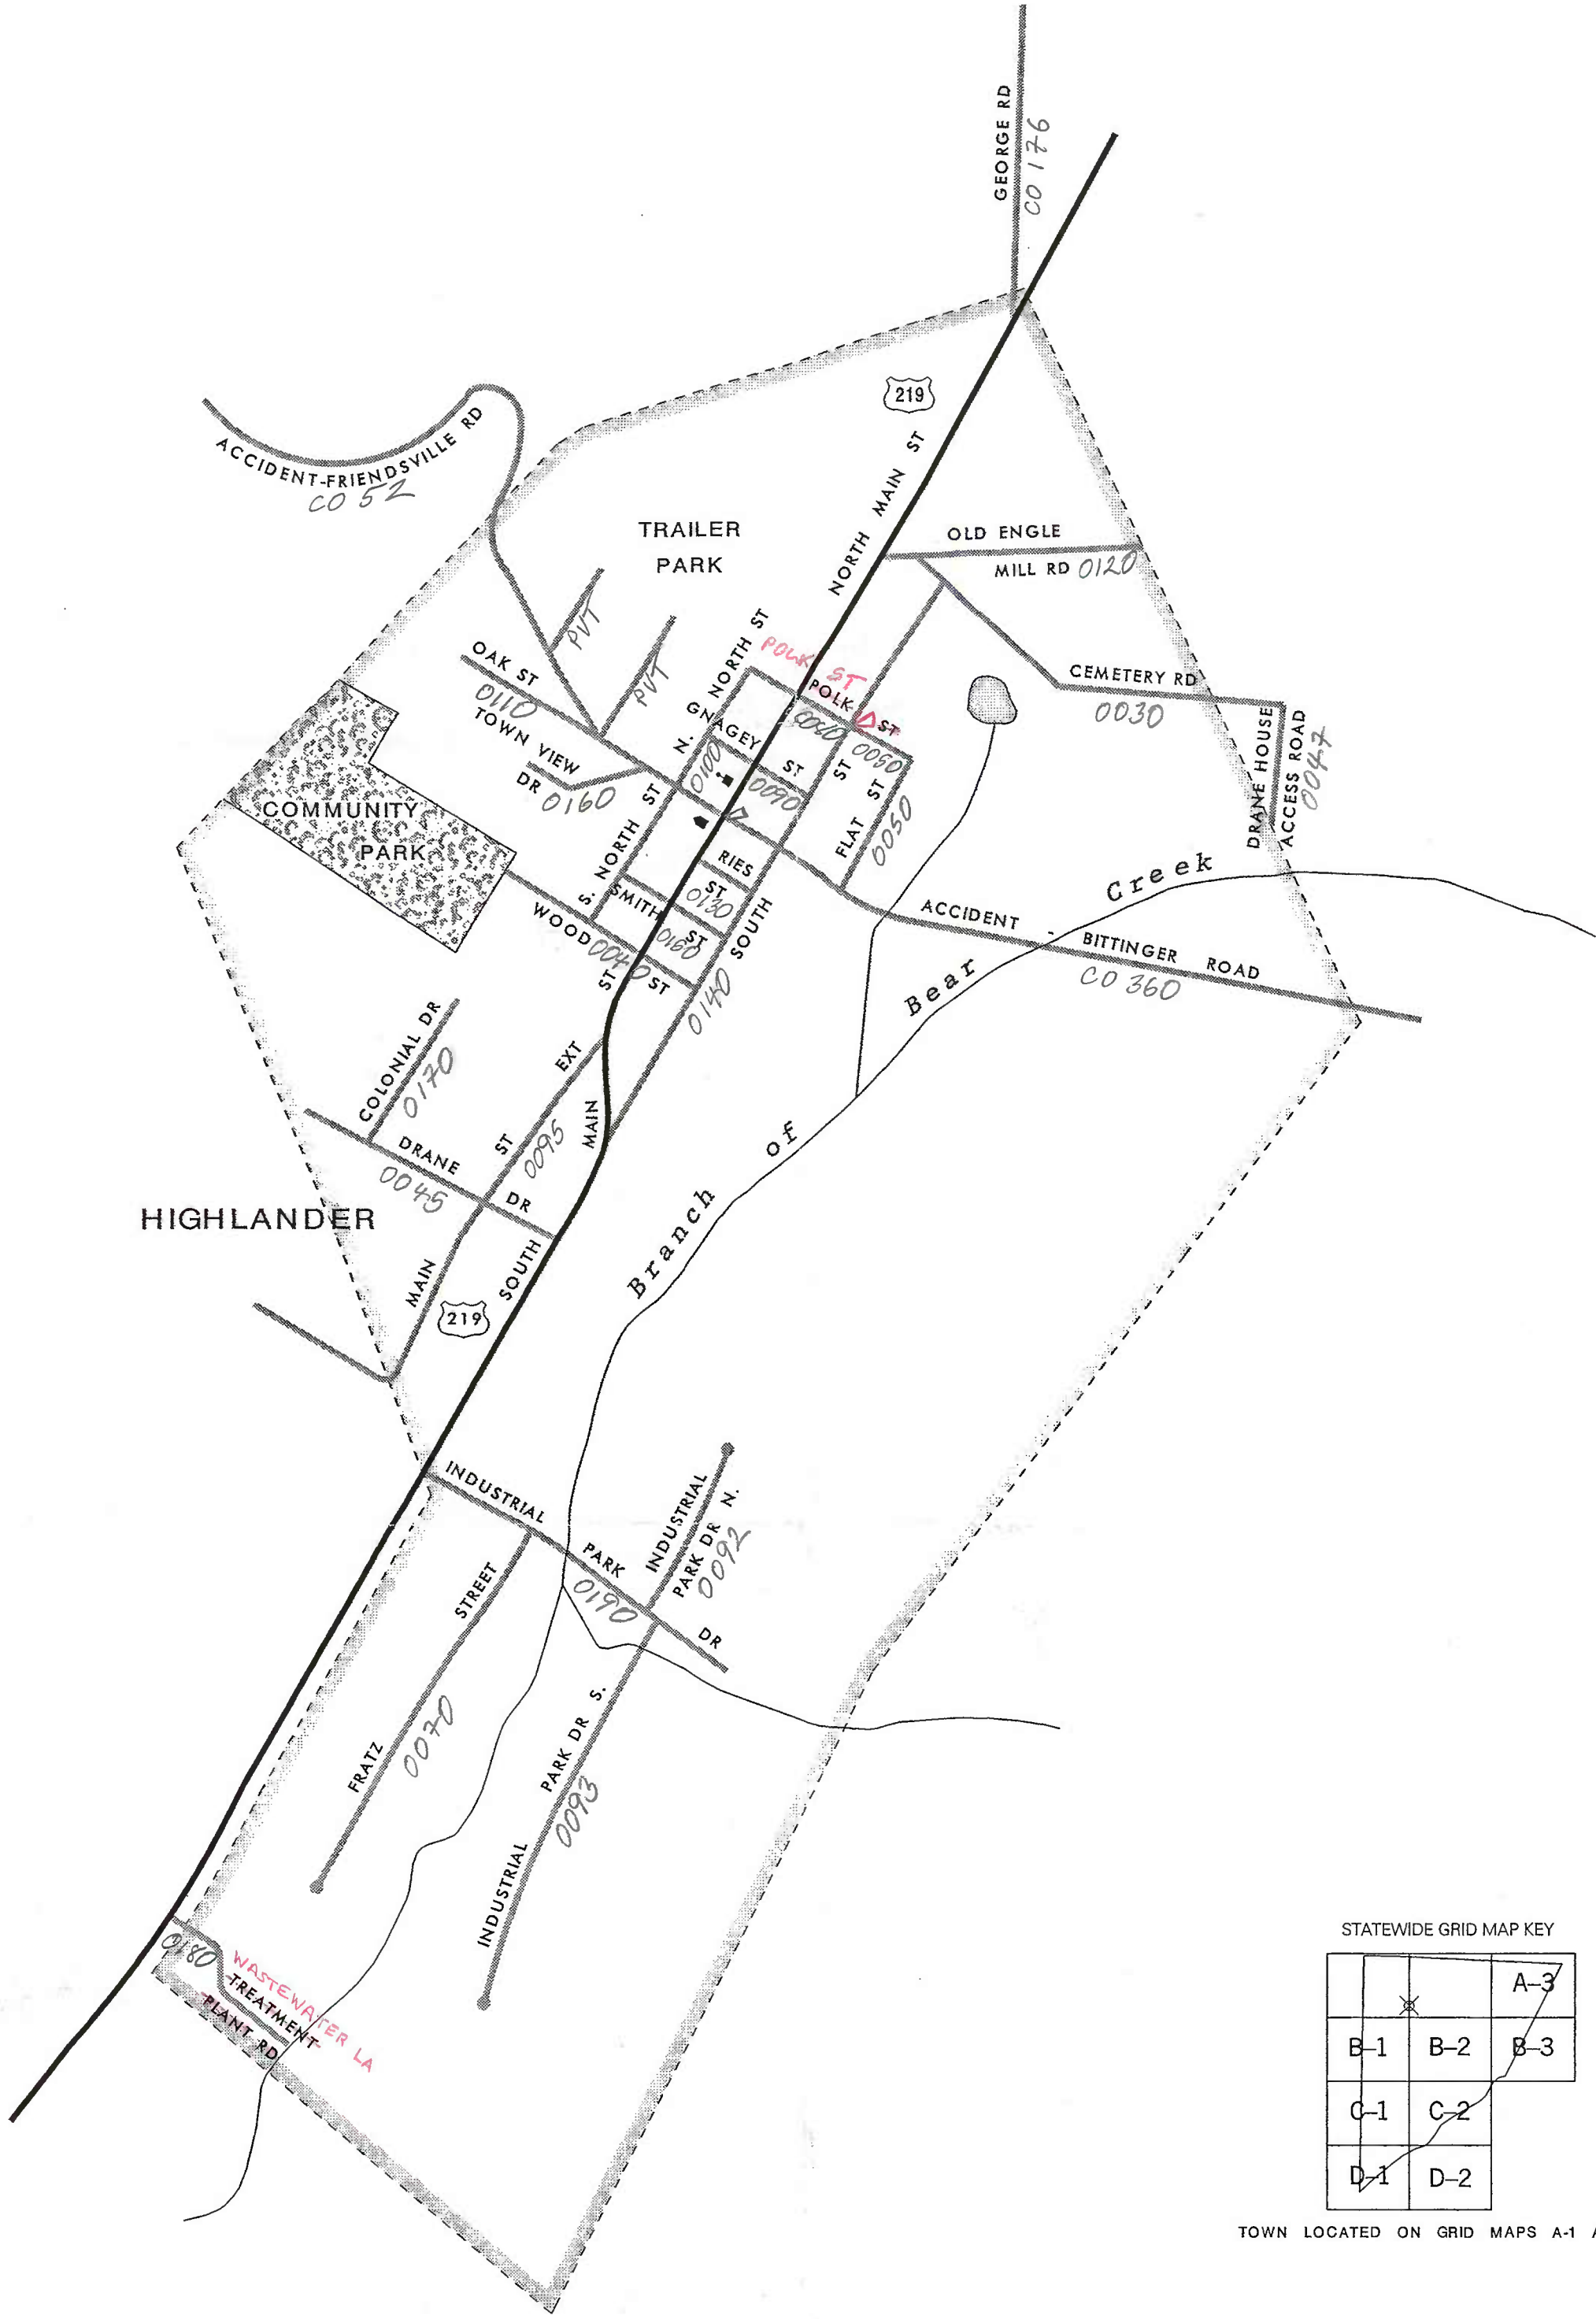 GEORGE RD
CO 176
219
NORTH MAIN ST
ACCIDENT-FRIENDSVILLE RD
CO 52
TRAILER
PARK
OLD ENGLE
MILL RD 0120
PVT
PVT
OAK ST
0110
N. NORTH ST
POLK ST
POLK ST
0050
CEMETERY RD
0030
TOWN VIEW
DR 0160
GNAGEY ST
0100
0090
FLAT ST
0050
DRANE HOUSE
ACCESS ROAD
0047
COMMUNITY
PARK
S. NORTH ST
RIES
ST
0130
SMITH ST
0160
WOOD ST
0040
SOUTH ST
0140
ACCIDENT - BITTINGER ROAD
CO 360
Branch of Bear Creek
COLONIAL DR
0170
DRANE DR
0045
MAIN ST EXT
0095
SOUTH MAIN ST
HIGHLANDER
219
INDUSTRIAL PARK DR
0190
INDUSTRIAL
PARK DR N.
0092
FRATZ STREET
0070
INDUSTRIAL PARK DR S.
0093
0180
WASTEWATER LA
TREATMENT
PLANT RD
STATEWIDE GRID MAP KEY
A-3
B-1 B-2 B-3
C-1 C-2
D-1 D-2
TOWN LOCATED ON GRID MAPS A-1